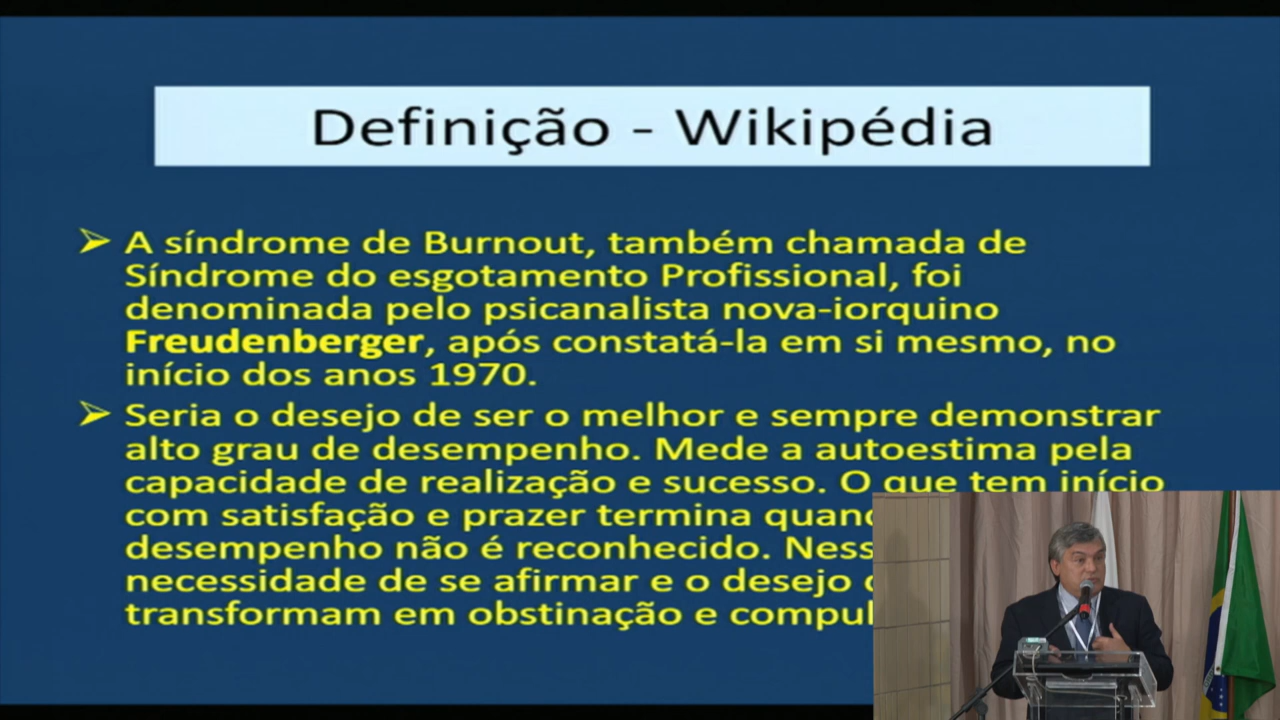 Definição - Wikipédia
A síndrome de Burnout, também chamada de
Síndrome do esgotamento Profissional, foi
denominada pelo psicanalista nova-iorquino
Freudenberger, após constatá-la em si mesmo, no
início dos anos 1970.
Seria o desejo de ser o melhor e sempre demonstrar
alto grau de desempenho. Mede a autoestima pela
capacidade de realização e sucesso. O que tem início
com satisfação e prazer termina
desempenho não é reconhecido.
necessidade de se afirmar e o desejo
transformam em obstinação e